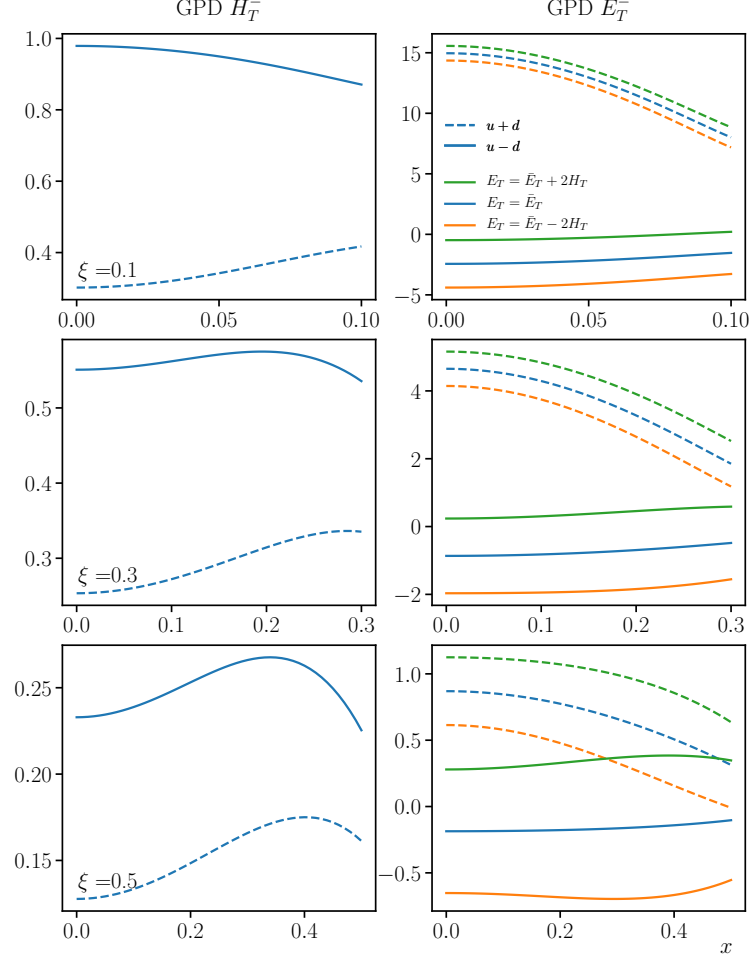 GPD $H_T^-$ GPD $E_T^-$
1.0
0.8
0.6
0.4
ξ =0.1
0.00 0.05 0.10
15
10
5
0
−5
u + d
u − d
$E_T = \bar{E}_T + 2H_T$
$E_T = \bar{E}_T$
$E_T = \bar{E}_T - 2H_T$
0.00 0.05 0.10
0.5
0.4
0.3
ξ =0.3
0.0 0.1 0.2 0.3
4
2
0
−2
0.0 0.1 0.2 0.3
0.25
0.20
0.15
ξ =0.5
0.0 0.2 0.4
1.0
0.5
0.0
−0.5
0.0 0.2 0.4
x